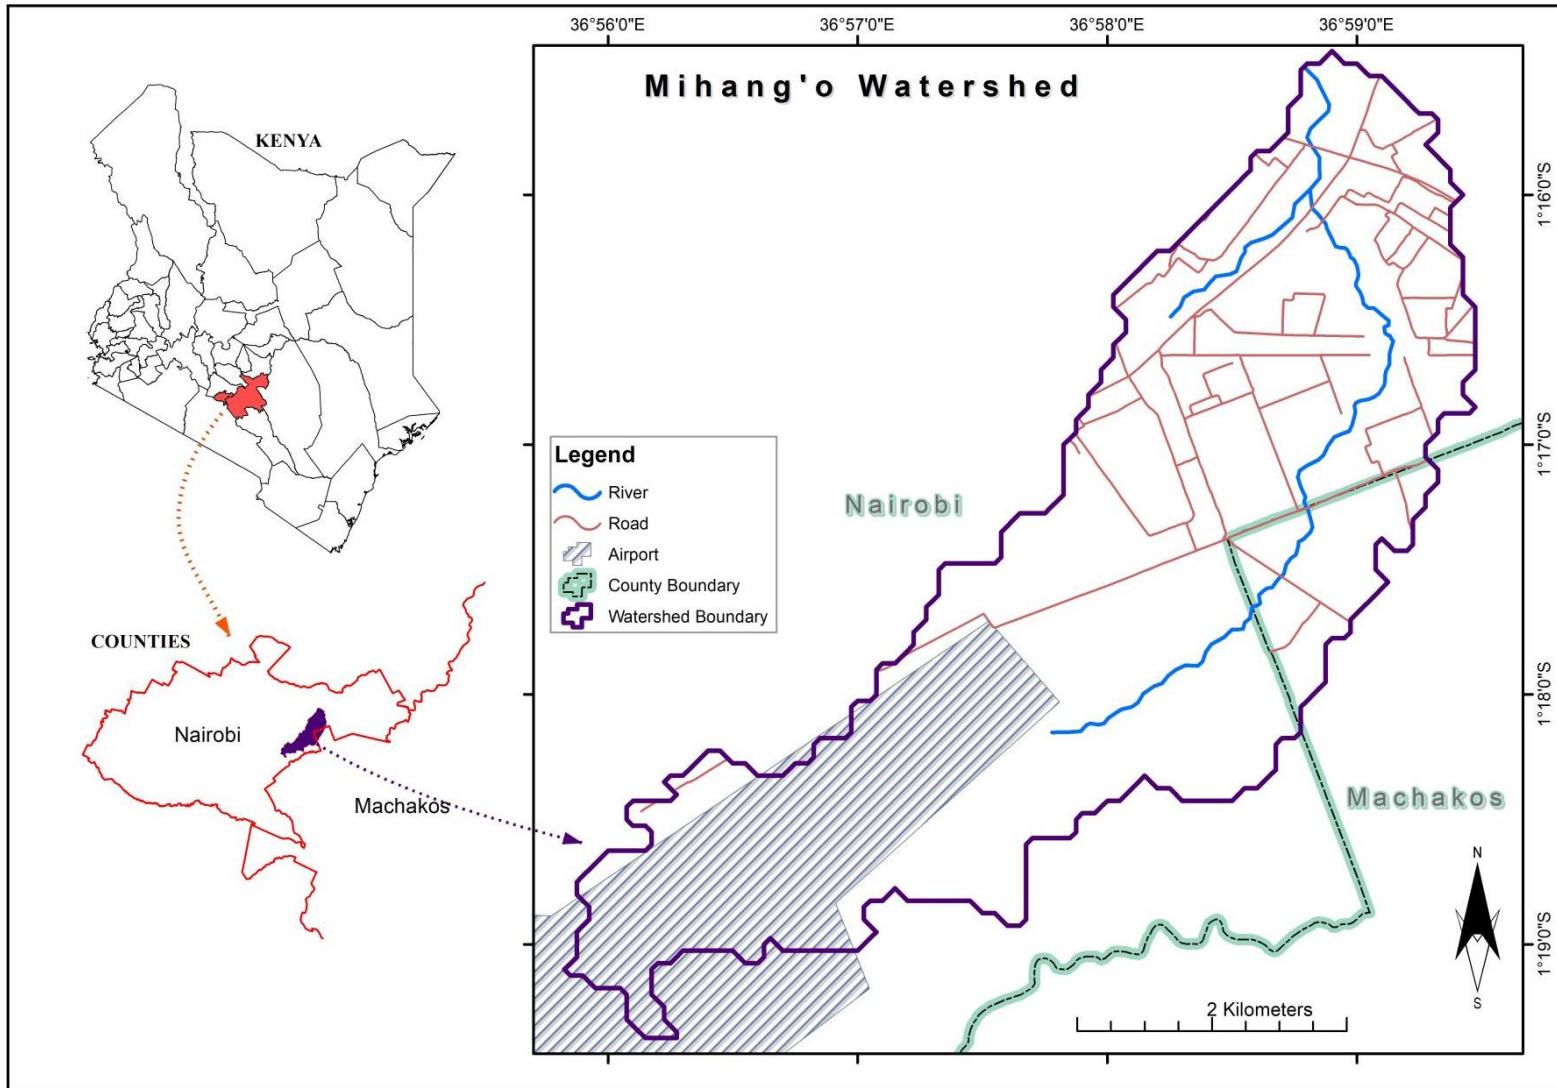 36°56'0"E
36°57'0"E
36°58'0"E
36°59'0"E
Mihang'o Watershed
KENYA
1°16'0"S
1°17'0"S
1°18'0"S
1°19'0"S
Legend
River
Road
Airport
County Boundary
Watershed Boundary
Nairobi
COUNTIES
Nairobi
Machakos
Machakos
N
S
2 Kilometers